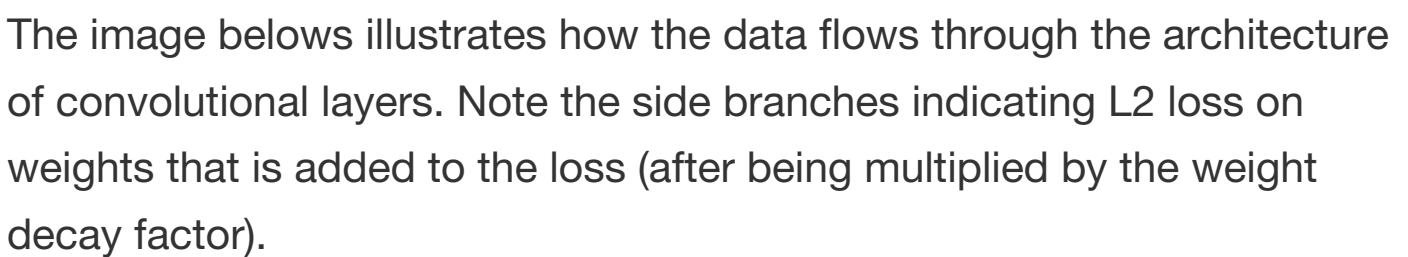 The image belows illustrates how the data flows through the architecture
of convolutional layers. Note the side branches indicating L2 loss on
weights that is added to the loss (after being multiplied by the weight
decay factor).